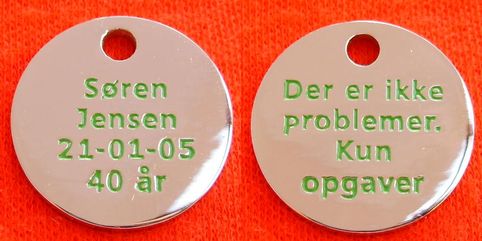 Søren
Jensen
21-01-05
40 år
Der er ikke
problemer.
Kun
opgaver